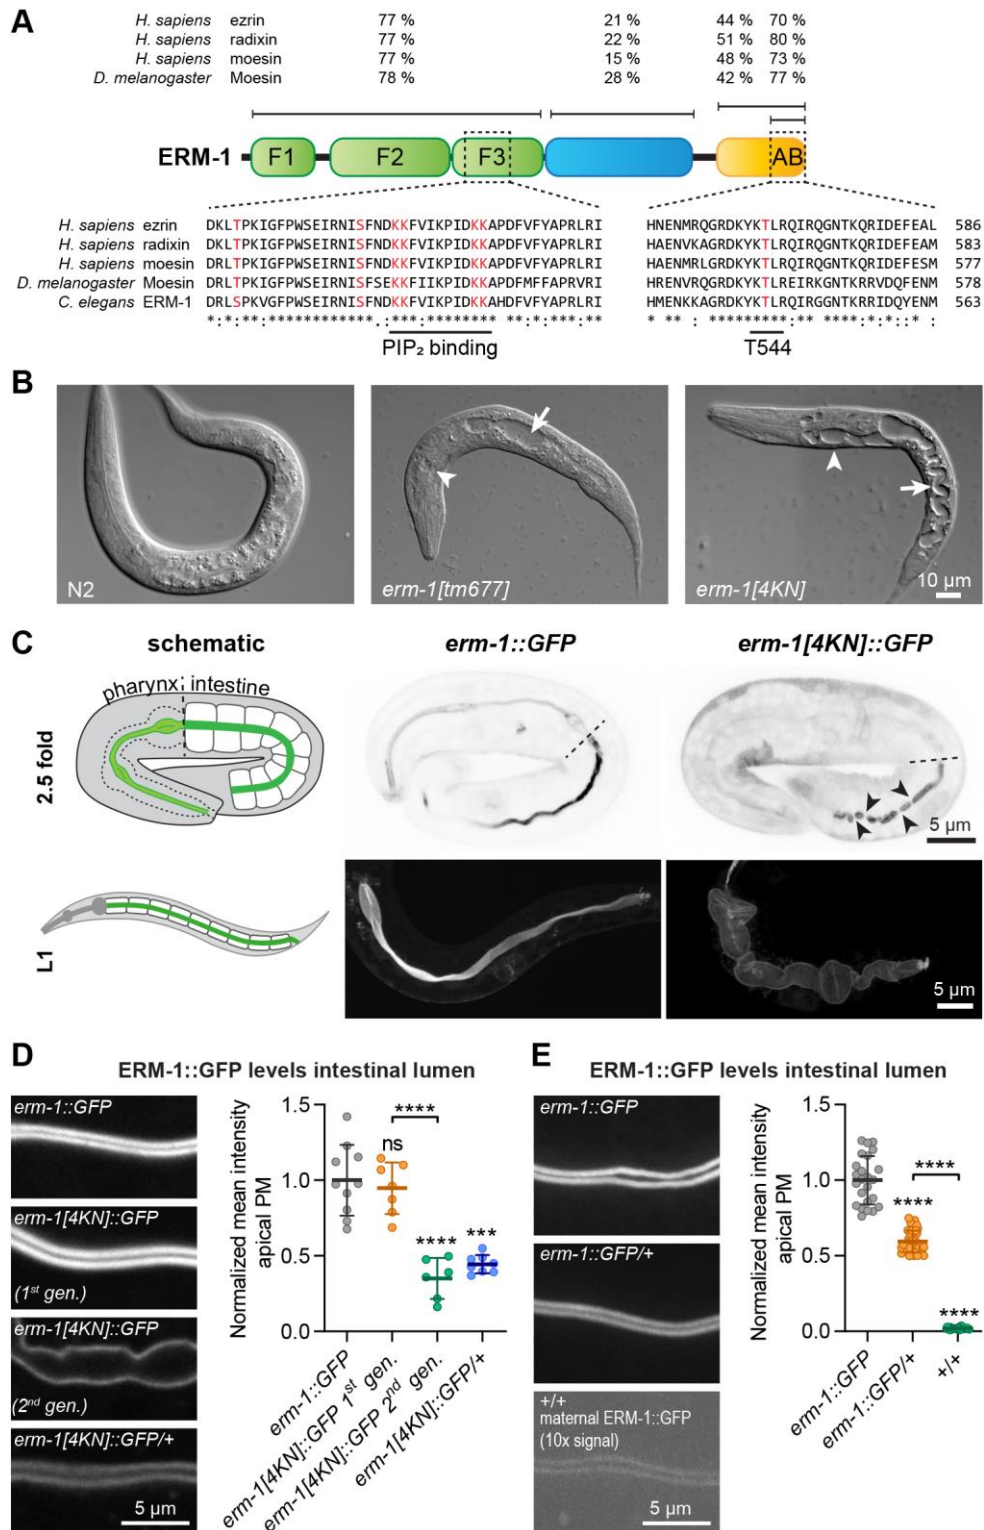 A
H. sapiens ezrin 77 % 21 % 44 % 70 %
H. sapiens radixin 77 % 22 % 51 % 80 %
H. sapiens moesin 77 % 15 % 48 % 73 %
D. melanogaster Moesin 78 % 28 % 42 % 77 %
ERM-1 F1 F2 F3 AB
H. sapiens ezrin DKLTPKIGFPWSEIRNISFNDKKFVIKPIDKKAPDFVFYAPRLRI HNENMRQGRDKYKTLRQIRQGNTKQRIDEFEAL 586
H. sapiens radixin DKLTPKIGFPWSEIRNISFNDKKFVIKPIDKKAPDFVFYAPRLRI HAENVKAGRDKYKTLRQIRQGNTKQRIDEFEAM 583
H. sapiens moesin DRLTPKIGFPWSEIRNISFNDKKFVIKPIDKKAPDFVFYAPRLRI HAENMRLGRDKYKTLRQIRQGNTKQRIDEFESM 577
D. melanogaster Moesin DRLTPKIGFPWSEIRNISFSEKKFIIKPIDKKAPDFMFFAPRVRI HRENVRQGRDKYKTLREIRKGNTKRRVDQFENM 578
C. elegans ERM-1 DRLSPKVGFPWSEIRNISFNDKKFVIKPIDKKAHDFVFYAPRLRI HMENKKAGRDKYKTLRQIRGGNTKRRIDQYENM 563
PIP₂ binding T544
B
N2 erm-1[tm677] erm-1[4KN]
10 µm
C
schematic erm-1::GFP erm-1[4KN]::GFP
pharynx intestine
2.5 fold
5 µm
L1
5 µm
D
ERM-1::GFP levels intestinal lumen
erm-1::GFP
erm-1[4KN]::GFP
(1st gen.)
erm-1[4KN]::GFP
(2nd gen.)
erm-1[4KN]::GFP/+
5 µm
Normalized mean intensity
apical PM
1.5
1.0
0.5
0.0
****
ns
**** ***
erm-1::GFP
erm-1[4KN]::GFP 1st gen.
erm-1[4KN]::GFP 2nd gen.
erm-1[4KN]::GFP/+
E
ERM-1::GFP levels intestinal lumen
erm-1::GFP
erm-1::GFP/+
+/+
maternal ERM-1::GFP
(10x signal)
5 µm
Normalized mean intensity
apical PM
1.5
1.0
0.5
0.0
****
****
****
erm-1::GFP
erm-1::GFP/+
+/+